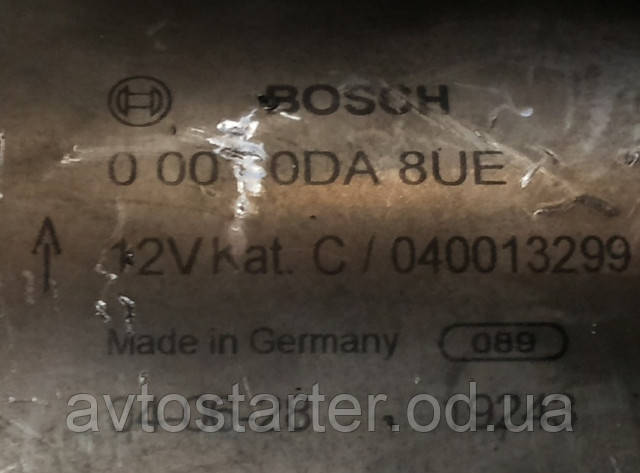 BOSCH
0 00 0DA 8UE
12V Kat. C / 040013299
Made in Germany 089
avtostarter.od.ua